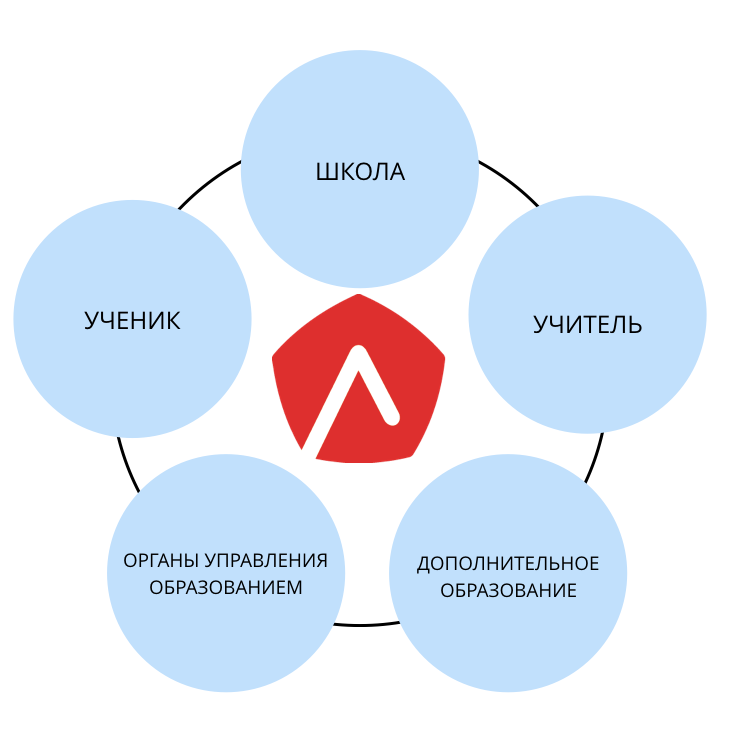 ШКОЛА
УЧЕНИК
УЧИТЕЛЬ
ОРГАНЫ УПРАВЛЕНИЯ
ОБРАЗОВАНИЕМ
ДОПОЛНИТЕЛЬНОЕ
ОБРАЗОВАНИЕ